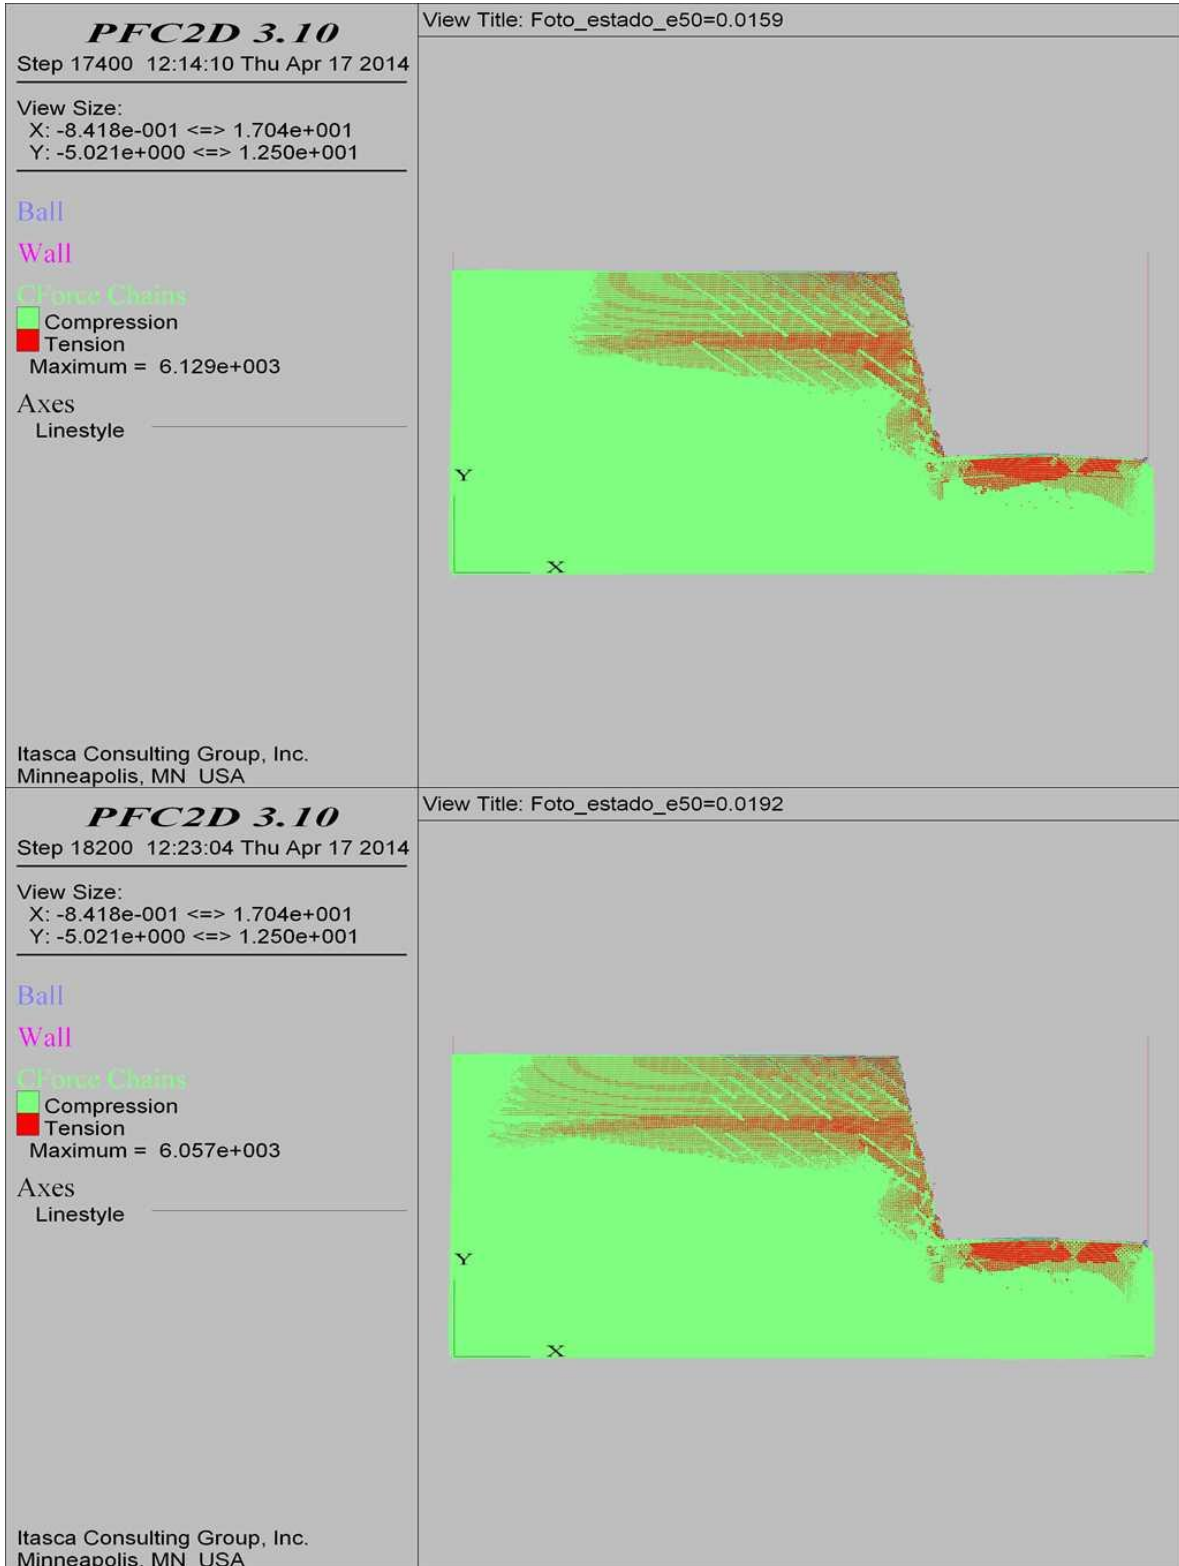 PFC2D 3.10
Step 17400 12:14:10 Thu Apr 17 2014
View Size:
X: -8.418e-001 <=> 1.704e+001
Y: -5.021e+000 <=> 1.250e+001
Ball
Wall
CForce Chains
Compression
Tension
Maximum = 6.129e+003
Axes
Linestyle
Itasca Consulting Group, Inc.
Minneapolis, MN USA
View Title: Foto_estado_e50=0.0159
Y
X
PFC2D 3.10
Step 18200 12:23:04 Thu Apr 17 2014
View Size:
X: -8.418e-001 <=> 1.704e+001
Y: -5.021e+000 <=> 1.250e+001
Ball
Wall
CForce Chains
Compression
Tension
Maximum = 6.057e+003
Axes
Linestyle
Itasca Consulting Group, Inc.
Minneapolis, MN USA
View Title: Foto_estado_e50=0.0192
Y
X